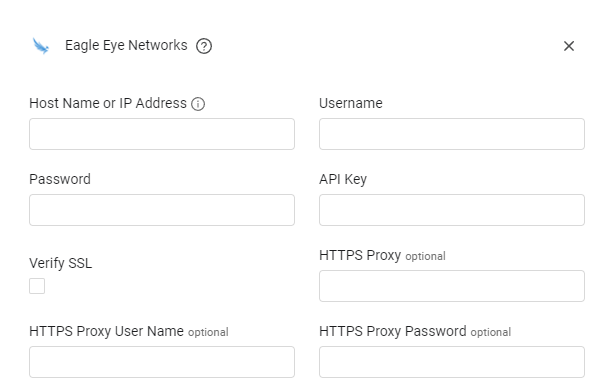 Eagle Eye Networks
Host Name or IP Address
Username
Password
API Key
Verify SSL
HTTPS Proxy optional
HTTPS Proxy User Name optional
HTTPS Proxy Password optional